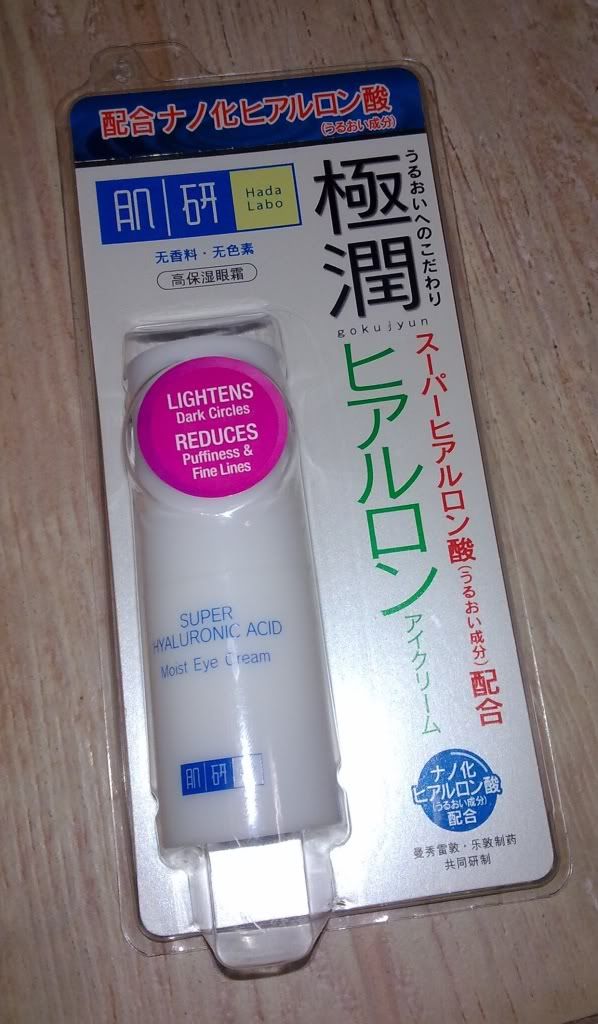 配合ナノ化ヒアルロン酸
(うるおい成分)
肌研
Hada
Labo
无香料·无色素
高保湿眼霜
うるおいへのこだわり
極潤
gokujyun
スーパーヒアルロン酸(うるおい成分)配合
ヒアルロン
アイクリーム
LIGHTENS
Dark Circles
REDUCES
Puffiness &
Fine Lines
SUPER
HYALURONIC ACID
Moist Eye Cream
肌研
ナノ化
ヒアルロン酸
(うるおい成分)
配合
曼秀雷敦·乐敦制药
共同研制